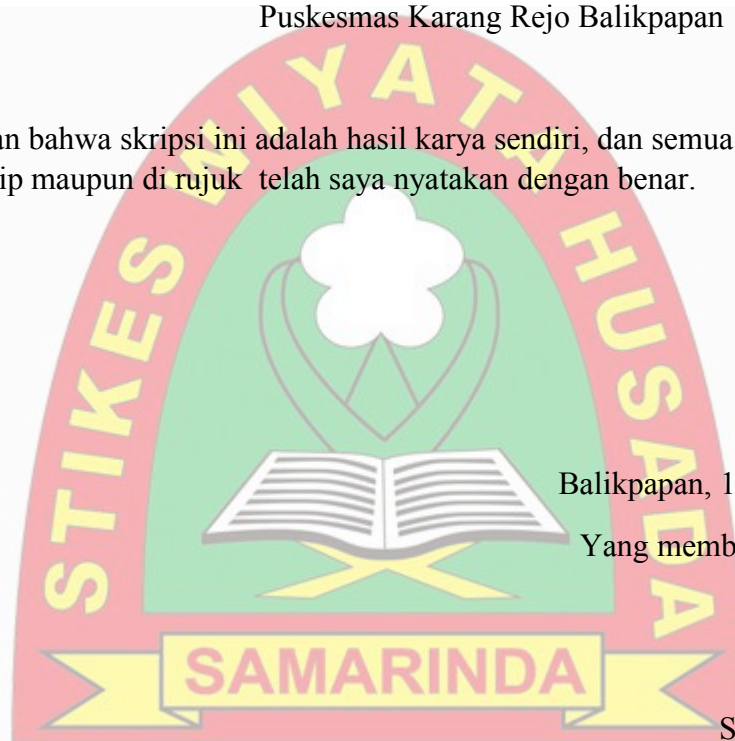 Puskesmas Karang Rejo Balikpapan
an bahwa skripsi ini adalah hasil karya sendiri, dan semua
ip maupun di rujuk telah saya nyatakan dengan benar.
STIKES WIYATA HUSADA
Balikpapan, 1
Yang memb
SAMARINDA
S